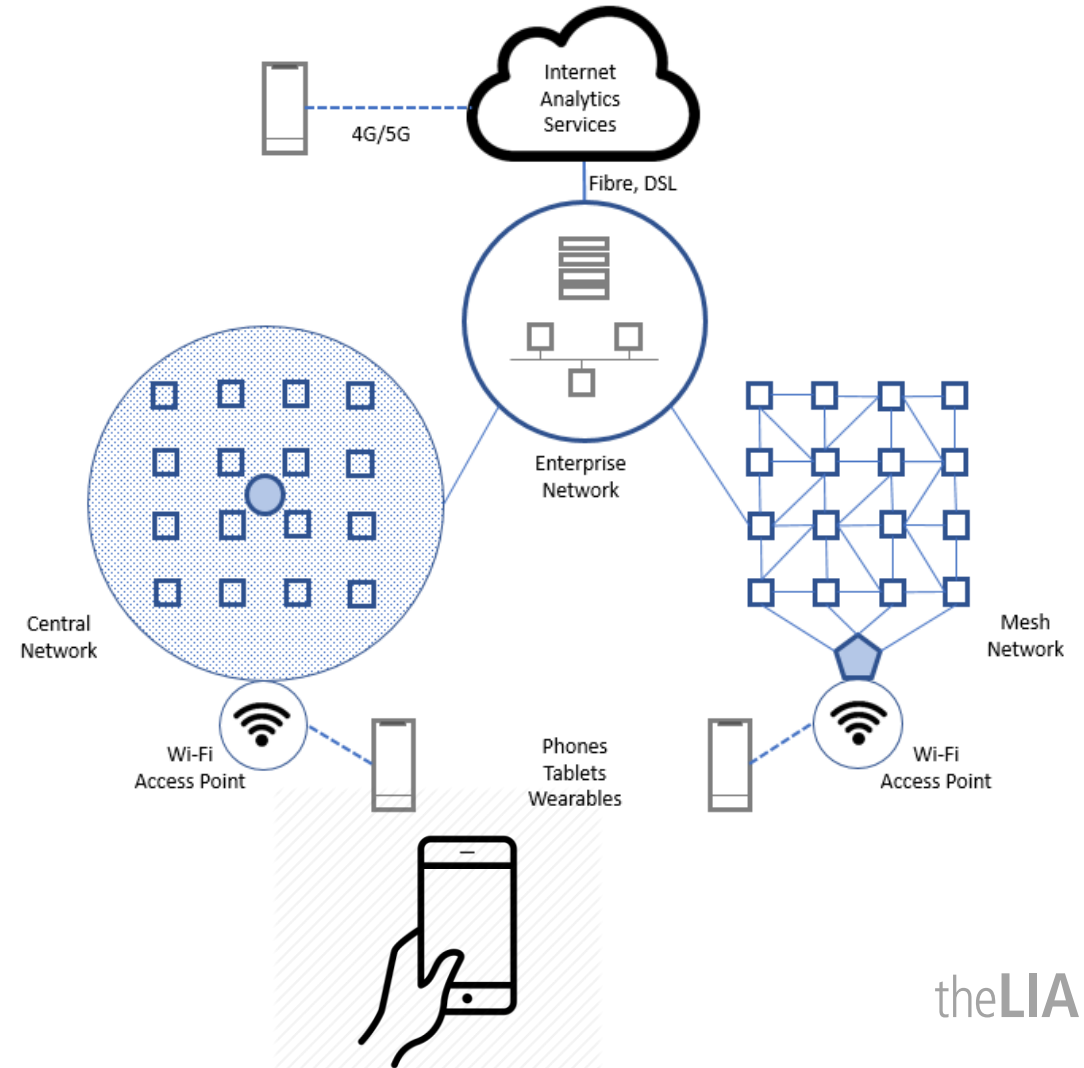 Internet
Analytics
Services
4G/5G
Fibre, DSL
Enterprise
Network
Central
Network
Mesh
Network
Wi-Fi
Access Point
Phones
Tablets
Wearables
Wi-Fi
Access Point
theLIA